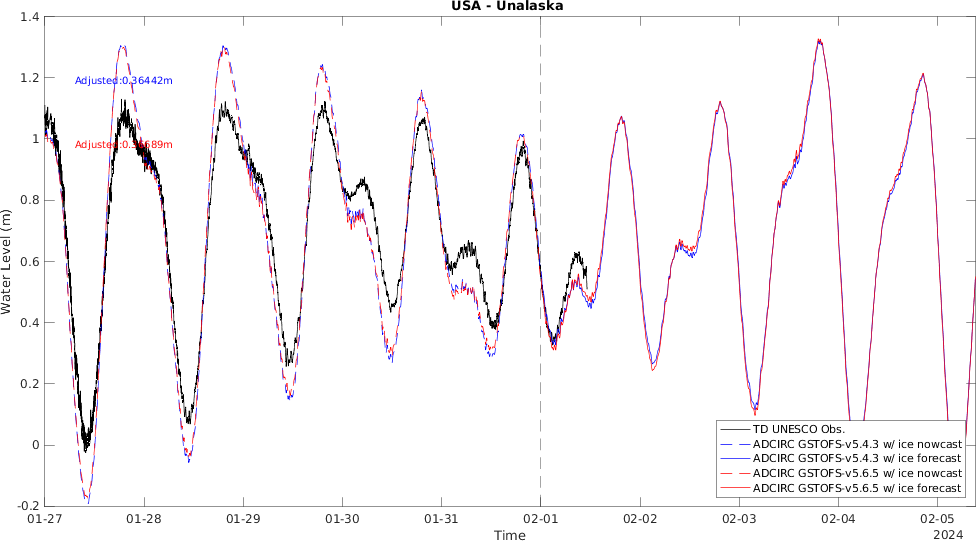 USA - Unalaska
Water Level (m)
1.4
1.2
1
0.8
0.6
0.4
0.2
0
-0.2
Adjusted:0.36442m
TD UNESCO Obs.
ADCIRC GSTOFS-v5.4.3 w/ ice nowcast
ADCIRC GSTOFS-v5.4.3 w/ ice forecast
ADCIRC GSTOFS-v5.6.5 w/ ice nowcast
ADCIRC GSTOFS-v5.6.5 w/ ice forecast
01-27 01-28 01-29 01-30 01-31 02-01 02-02 02-03 02-04 02-05
Time
2024